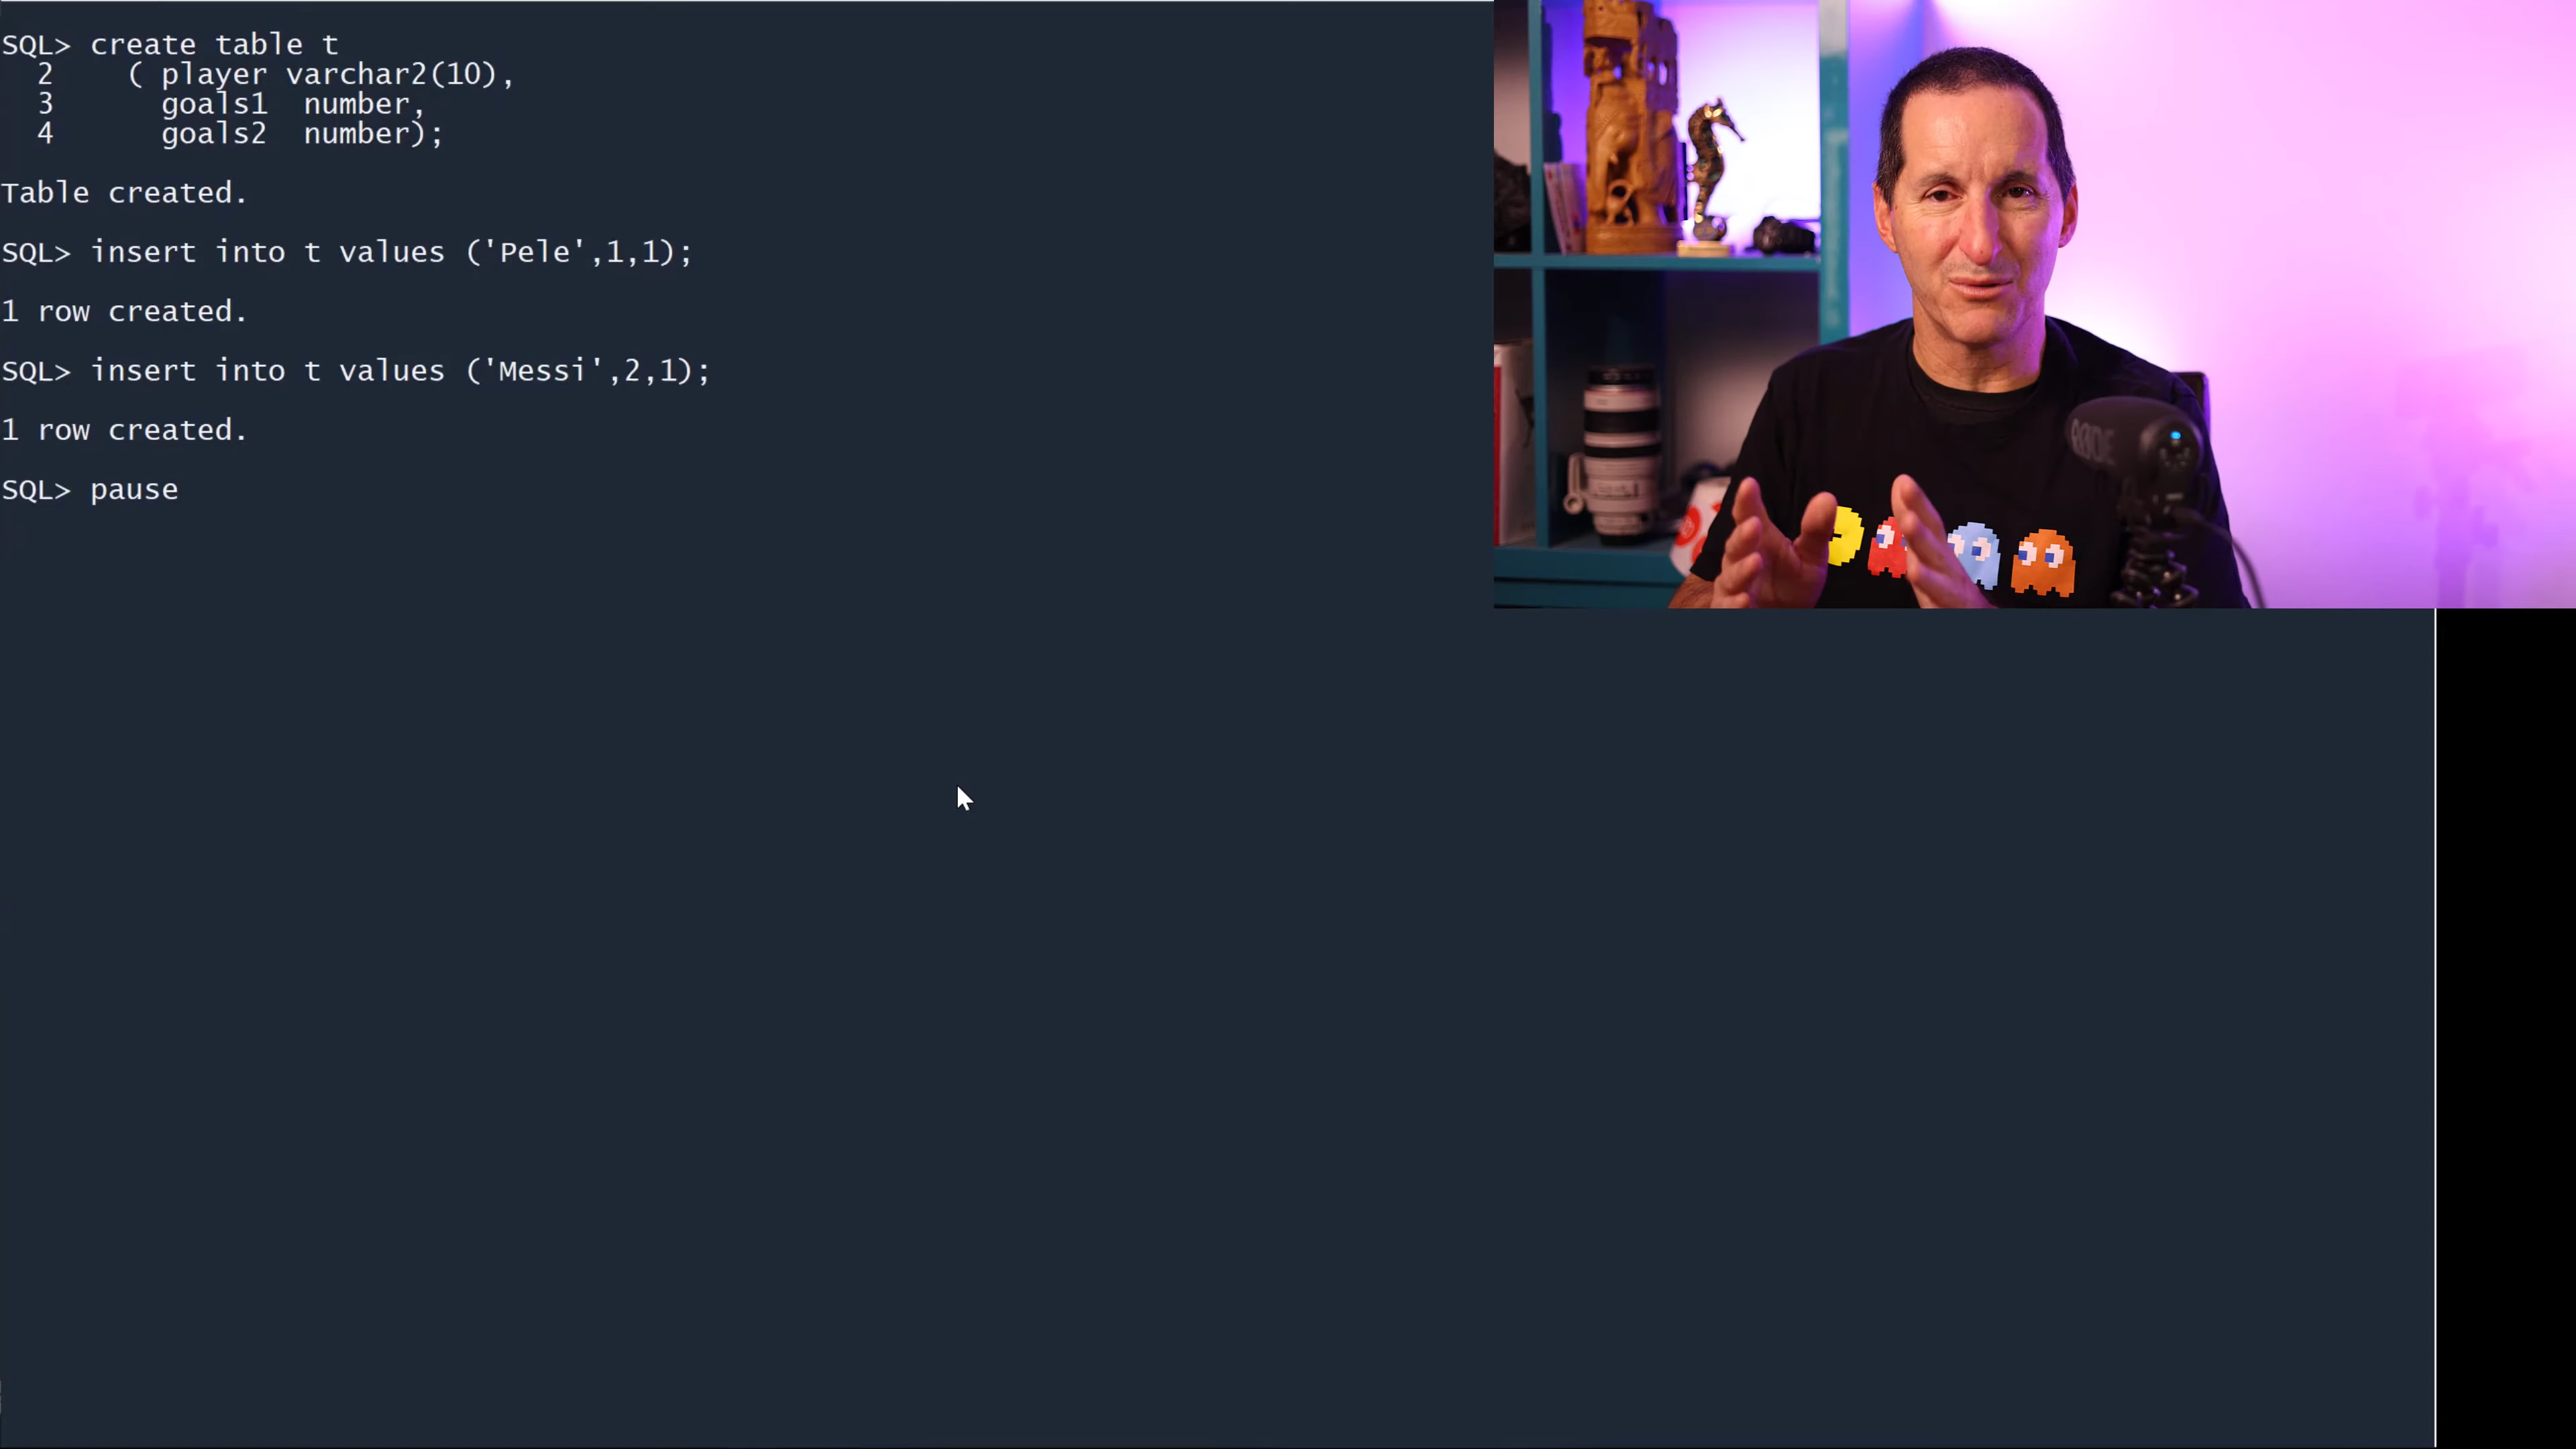 SQL> create table t
2 ( player varchar2(10),
3 goals1 number,
4 goals2 number);
Table created.
SQL> insert into t values ('Pele',1,1);
1 row created.
SQL> insert into t values ('Messi',2,1);
1 row created.
SQL> pause
RØDE